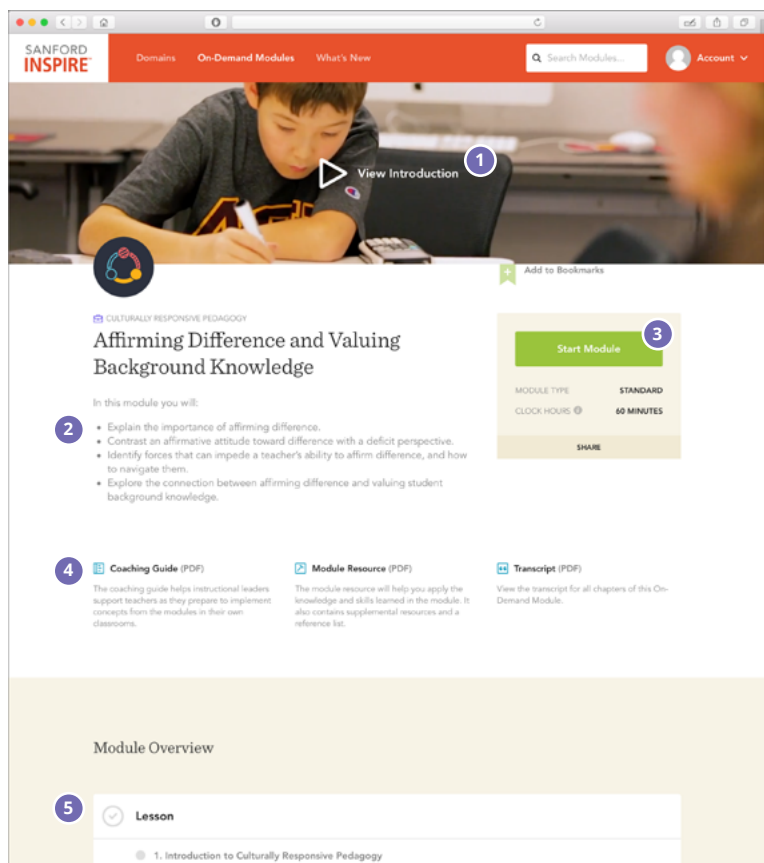 SANFORD
INSPIRE
Domains
On-Demand Modules
What's New
Search Modules...
Account
View Introduction
1
Add to Bookmarks
CULTURALLY RESPONSIVE PEDAGOGY
Affirming Difference and Valuing
Background Knowledge
3
Start Module
MODULE TYPE STANDARD
CLOCK HOURS 60 MINUTES
SHARE
In this module you will:
2
• Explain the importance of affirming difference.
• Contrast an affirmative attitude toward difference with a deficit perspective.
• Identify forces that can impede a teacher's ability to affirm difference, and how
to navigate them.
• Explore the connection between affirming difference and valuing student
background knowledge.
4
Coaching Guide (PDF)
The coaching guide helps instructional leaders
support teachers as they prepare to implement
concepts from the modules in their own
classrooms.
Module Resource (PDF)
The module resource will help you apply the
knowledge and skills learned in the module. It
also contains supplemental resources and a
reference list.
Transcript (PDF)
View the transcript for all chapters of this On-
Demand Module.
Module Overview
5
Lesson
1. Introduction to Culturally Responsive Pedagogy